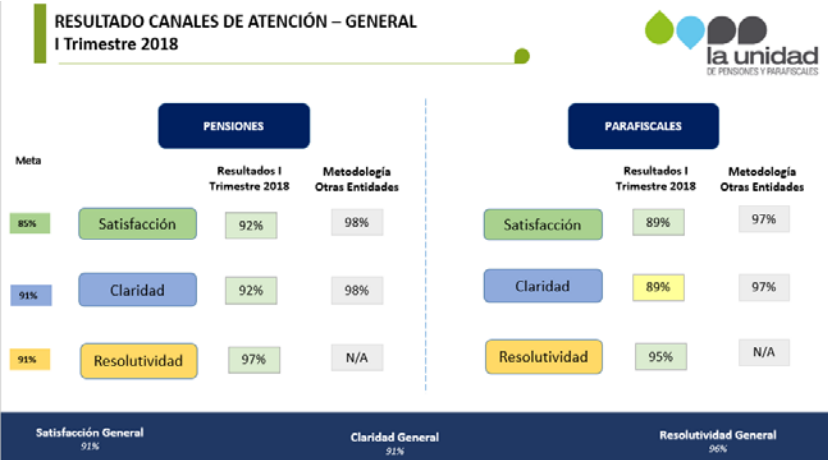 RESULTADO CANALES DE ATENCIÓN – GENERAL
I Trimestre 2018
la unidad
DE PENSIONES Y PARAFISCALES
PENSIONES
PARAFISCALES
Meta
Resultados I
Trimestre 2018
Metodología
Otras Entidades
Resultados I
Trimestre 2018
Metodología
Otras Entidades
85% Satisfacción 92% 98% Satisfacción 89% 97%
91% Claridad 92% 98% Claridad 89% 97%
91% Resolutividad 97% N/A Resolutividad 95% N/A
Satisfacción General
91%
Claridad General
91%
Resolutividad General
96%